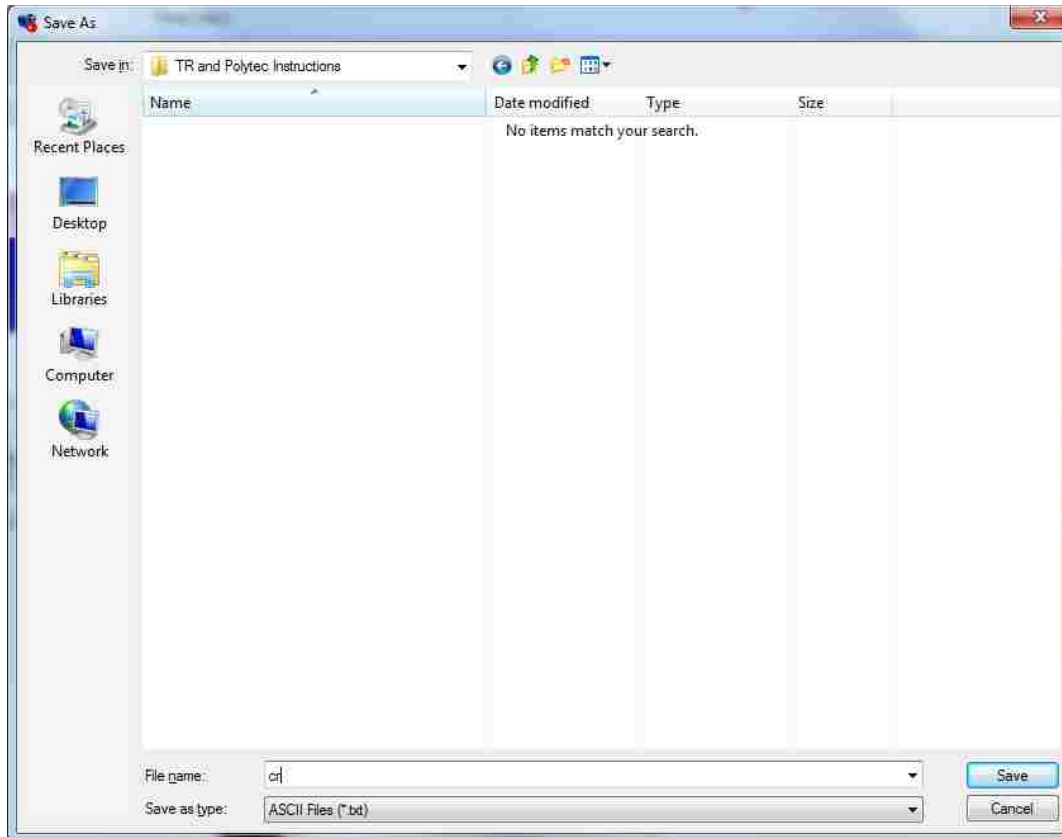 Save As
Save in: TR and Polytec Instructions
Name Date modified Type Size
No items match your search.
Recent Places
Desktop
Libraries
Computer
Network
File name: cr
Save
Save as type: ASCII Files (*.txt)
Cancel